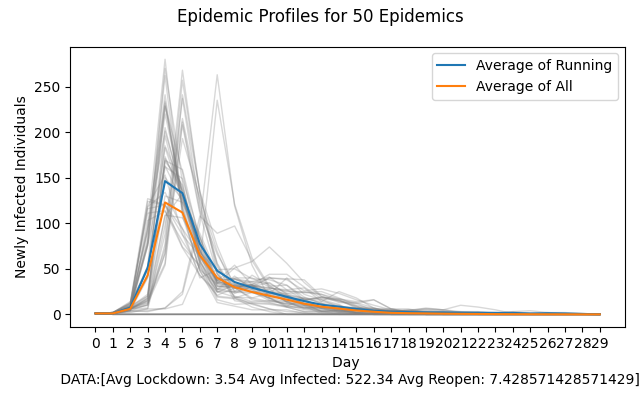 Epidemic Profiles for 50 Epidemics
Average of Running
Average of All
Newly Infected Individuals
250
200
150
100
50
0
0 1 2 3 4 5 6 7 8 9 10 11 12 13 14 15 16 17 18 19 20 21 22 23 24 25 26 27 28 29
Day
DATA:[Avg Lockdown: 3.54 Avg Infected: 522.34 Avg Reopen: 7.428571428571429]